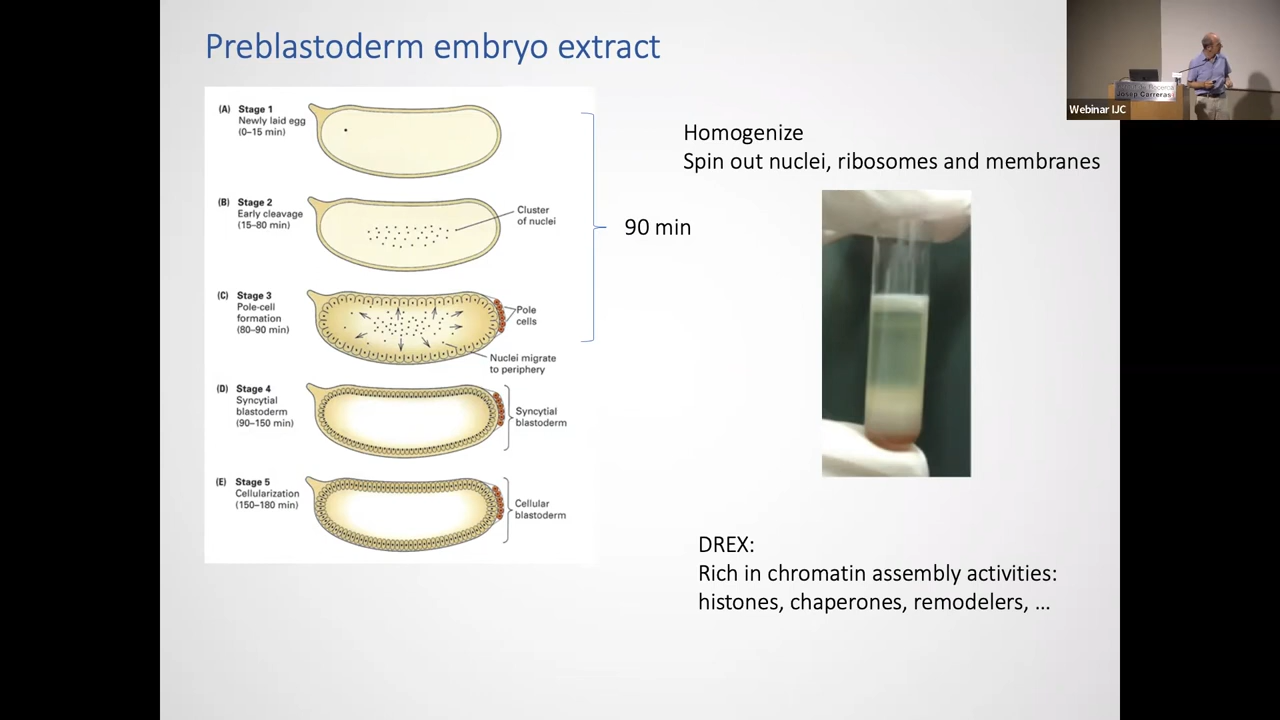 Preblastoderm embryo extract
(A) Stage 1
Newly laid egg
(0–15 min)
(B) Stage 2
Early cleavage
(15–80 min)
Cluster
of nuclei
(C) Stage 3
Pole-cell
formation
(80–90 min)
Pole
cells
Nuclei migrate
to periphery
(D) Stage 4
Syncytial
blastoderm
(90–150 min)
Syncytial
blastoderm
(E) Stage 5
Cellularization
(150–180 min)
Cellular
blastoderm
90 min
Homogenize
Spin out nuclei, ribosomes and membranes
DREX:
Rich in chromatin assembly activities:
histones, chaperones, remodelers, ...
Josep Carreras
Webinar IJC